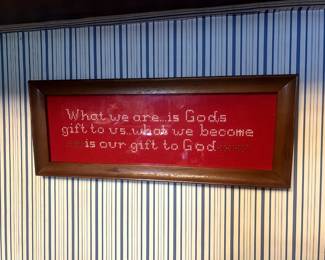 What we are...is Gods
gift to us..what we become
is our gift to God